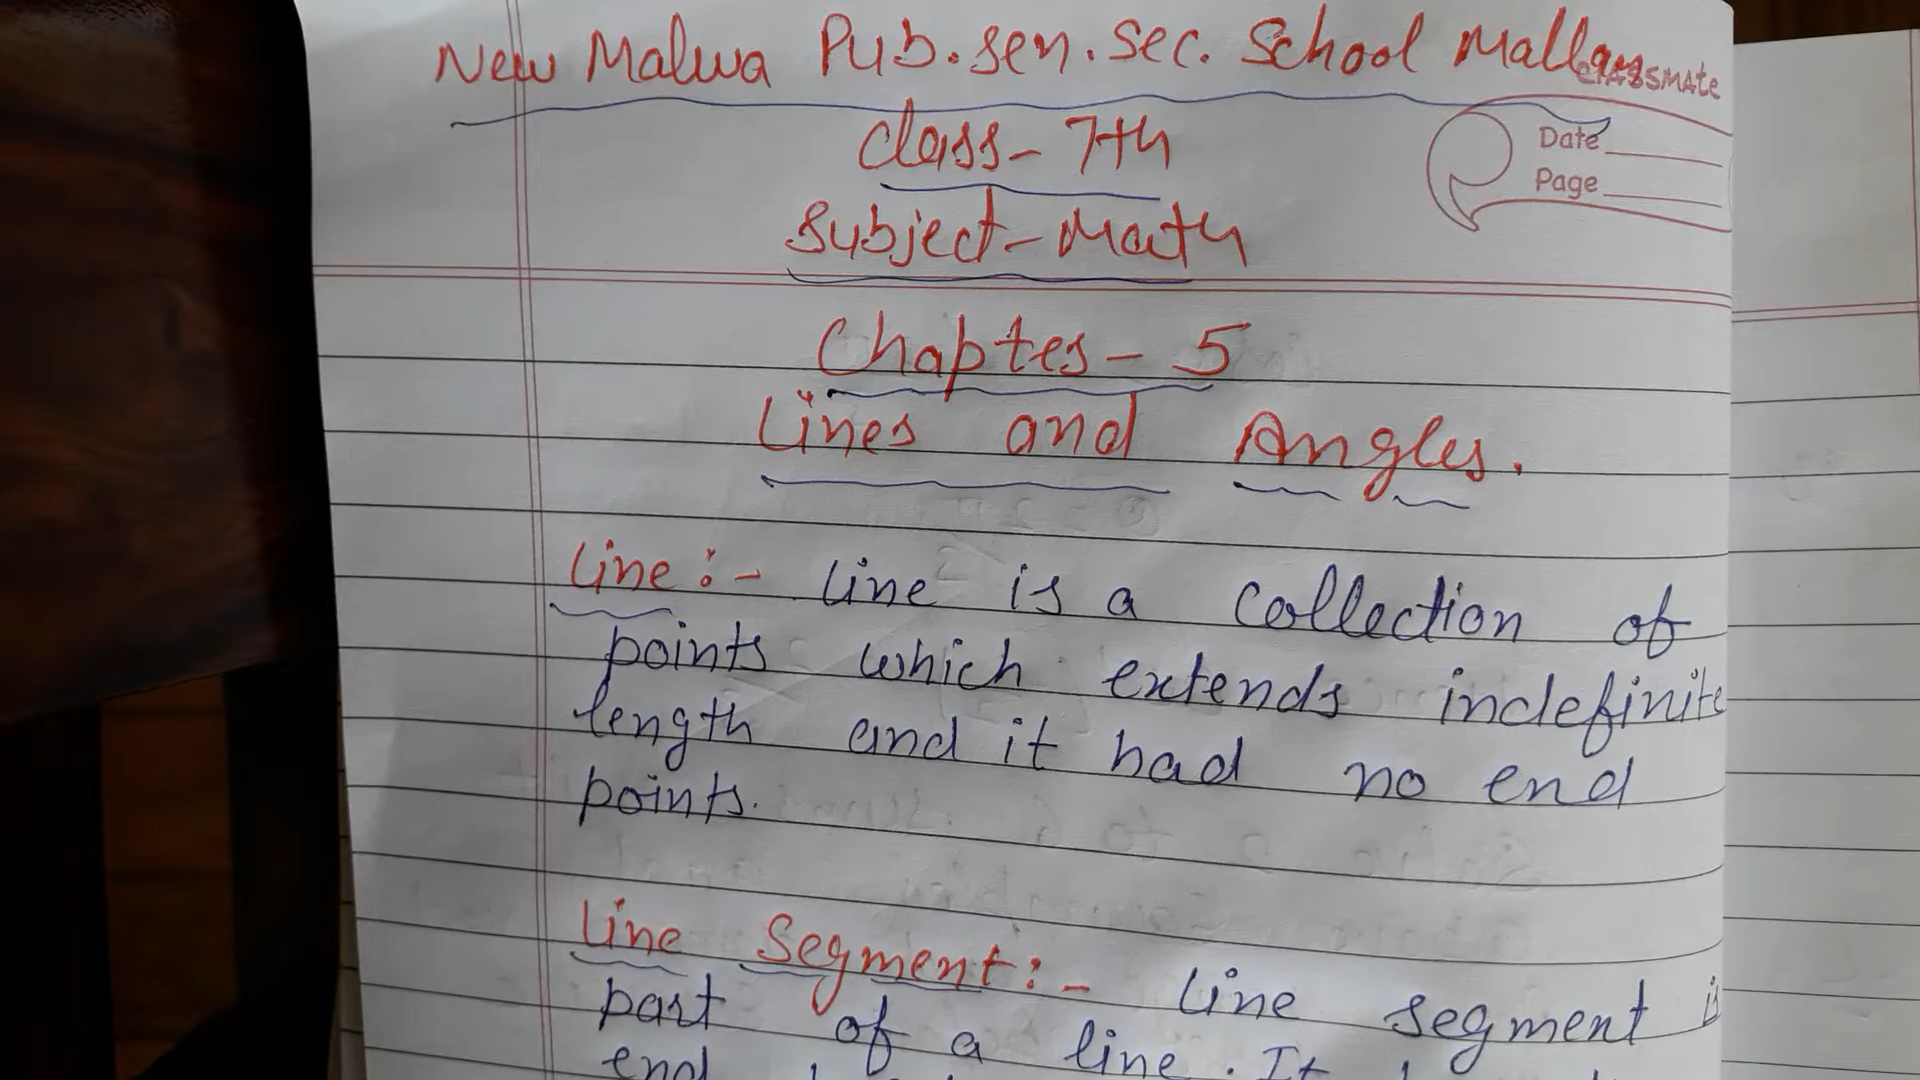 New Malwa Pub. sen. sec. School Mallan
classmate
Date
Page
Class - 7th
Subject - Math
Chapter - 5
Lines and Angles.
Line :- Line is a collection of
points which extends indefinite
length and it had no end
points.
Line Segment :- Line segment is
part of a line. It
end